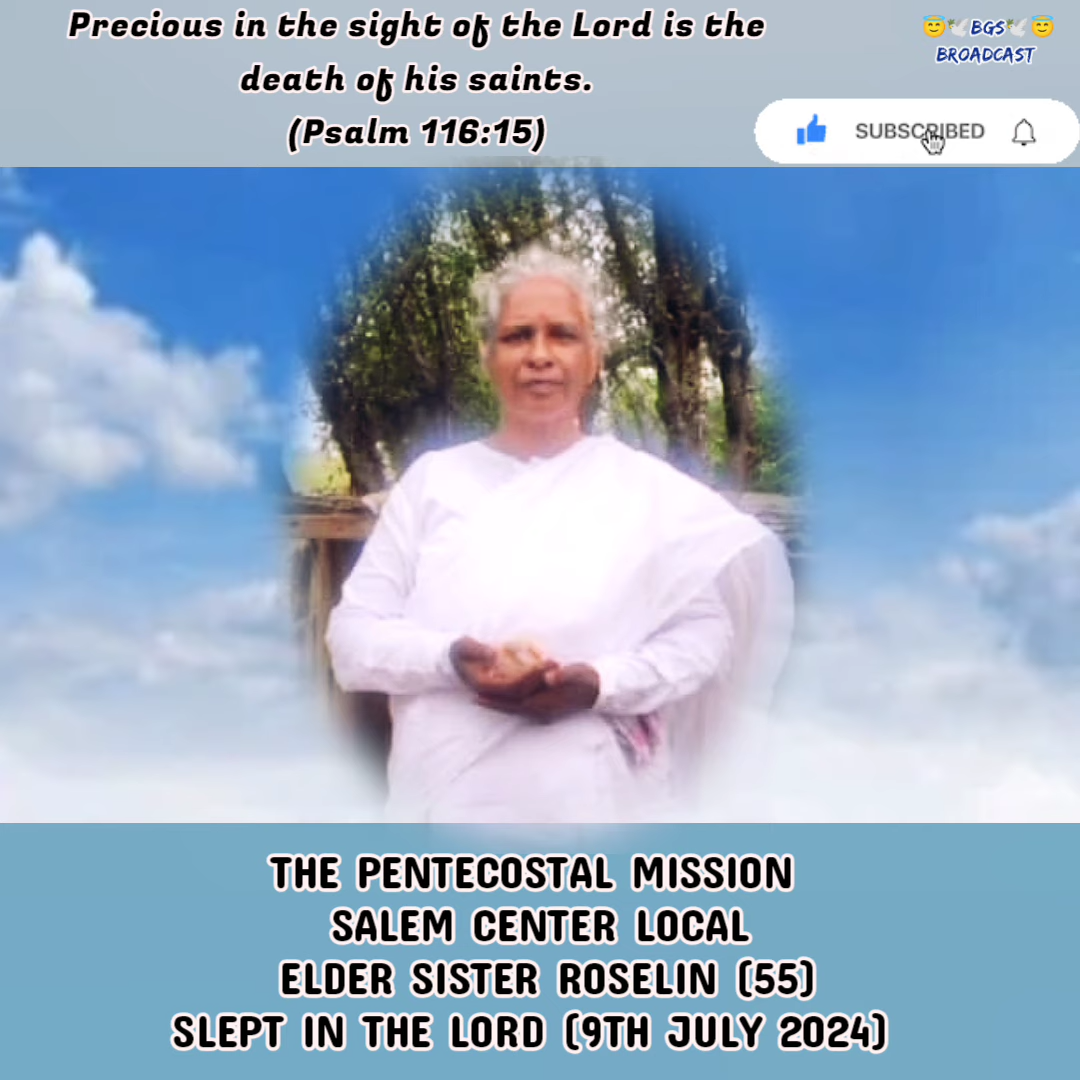 Precious in the sight of the Lord is the
death of his saints.
(Psalm 116:15)
😇🕊️BGS🕊️😇
BROADCAST
SUBSCRIBED
THE PENTECOSTAL MISSION
SALEM CENTER LOCAL
ELDER SISTER ROSELIN (55)
SLEPT IN THE LORD (9TH JULY 2024)